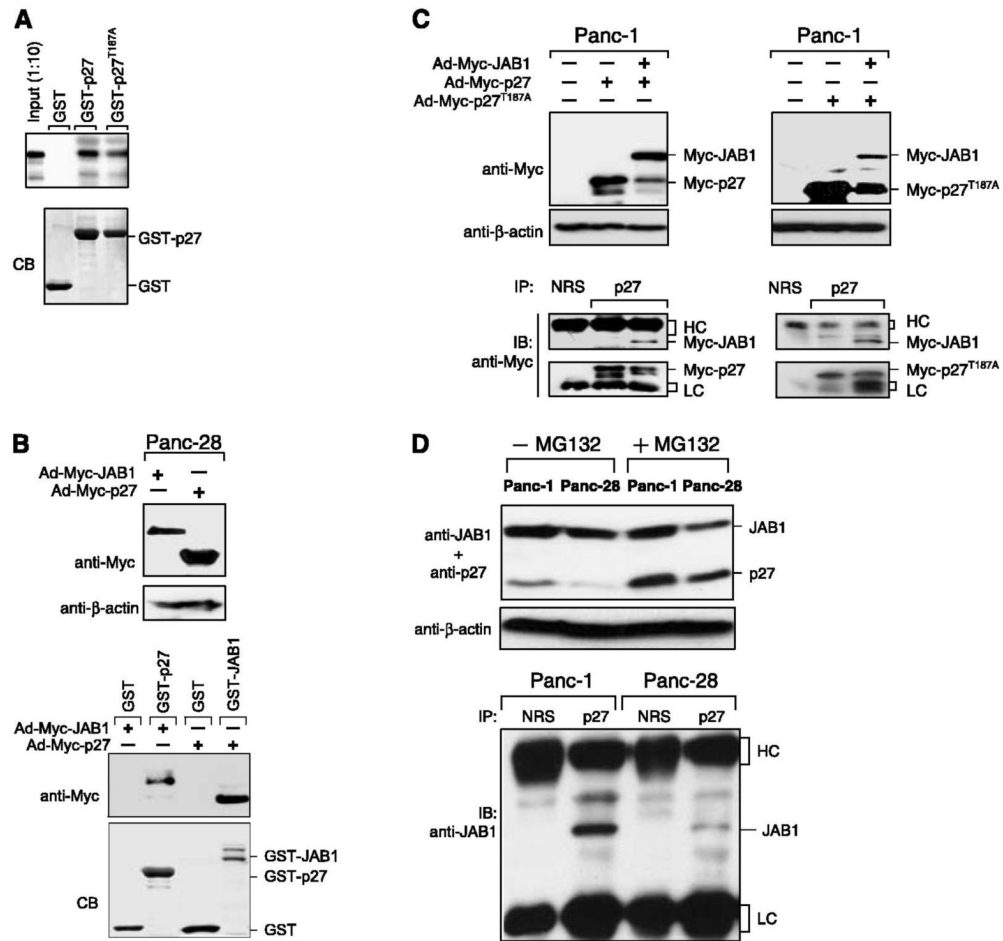 A
Input (1:10)
GST
GST-p27
GST-p27T187A
GST-p27
CB
GST
B
Panc-28
Ad-Myc-JAB1 + −
Ad-Myc-p27 − +
anti-Myc
anti-β-actin
GST
GST-p27
GST
GST-JAB1
Ad-Myc-JAB1 + + − −
Ad-Myc-p27 − − + +
anti-Myc
GST-JAB1
GST-p27
CB
GST
C
Panc-1 Panc-1
Ad-Myc-JAB1 − − + +
Ad-Myc-p27 − + +
Ad-Myc-p27T187A − + +
Myc-JAB1 Myc-JAB1
anti-Myc
Myc-p27 Myc-p27T187A
anti-β-actin
IP: NRS p27 NRS p27
HC HC
IB: Myc-JAB1 Myc-JAB1
anti-Myc
Myc-p27 Myc-p27T187A
LC LC
D
− MG132 + MG132
Panc-1 Panc-28 Panc-1 Panc-28
JAB1
anti-JAB1
+
anti-p27
p27
anti-β-actin
Panc-1 Panc-28
IP: NRS p27 NRS p27
HC
IB:
anti-JAB1 JAB1
LC